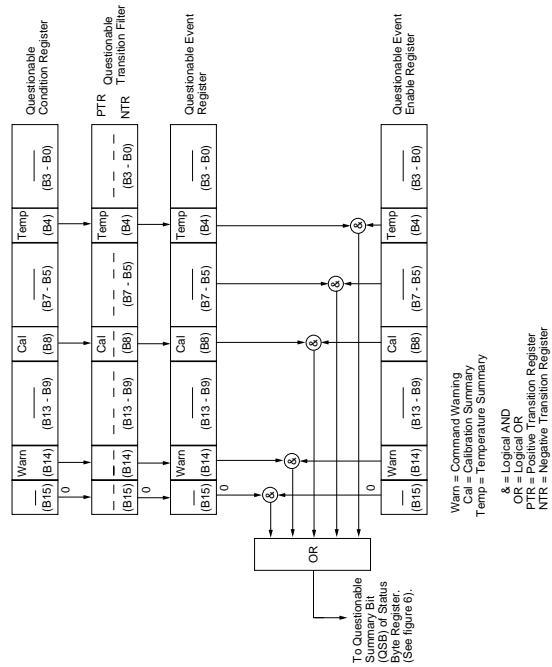 Questionable
Condition Register
— Warn — Cal — Temp —
(B15) (B14) (B13 - B9) (B8) (B7 - B5) (B4) (B3 - B0)
0
PTR Questionable
Transition Filter
NTR
Cal
(B15) (B14) (B13 - B9) (B8) (B7 - B5) (B4) (B3 - B0)
0
Questionable Event
Register
— Warn — Cal — Temp —
(B15) (B14) (B13 - B9) (B8) (B7 - B5) (B4) (B3 - B0)
0
& & & & &
OR
To Questionable
Summary Bit
(QSB) of Status
Byte Register.
(See figure 6).
0
Questionable Event
Enable Register
— Warn — Cal — Temp —
(B15) (B14) (B13 - B9) (B8) (B7 - B5) (B4) (B3 - B0)
Warn = Command Warning
Cal = Calibration Summary
Temp = Temperature Summary
& = Logical AND
OR = Logical OR
PTR = Positive Transition Register
NTR = Negative Transition Register